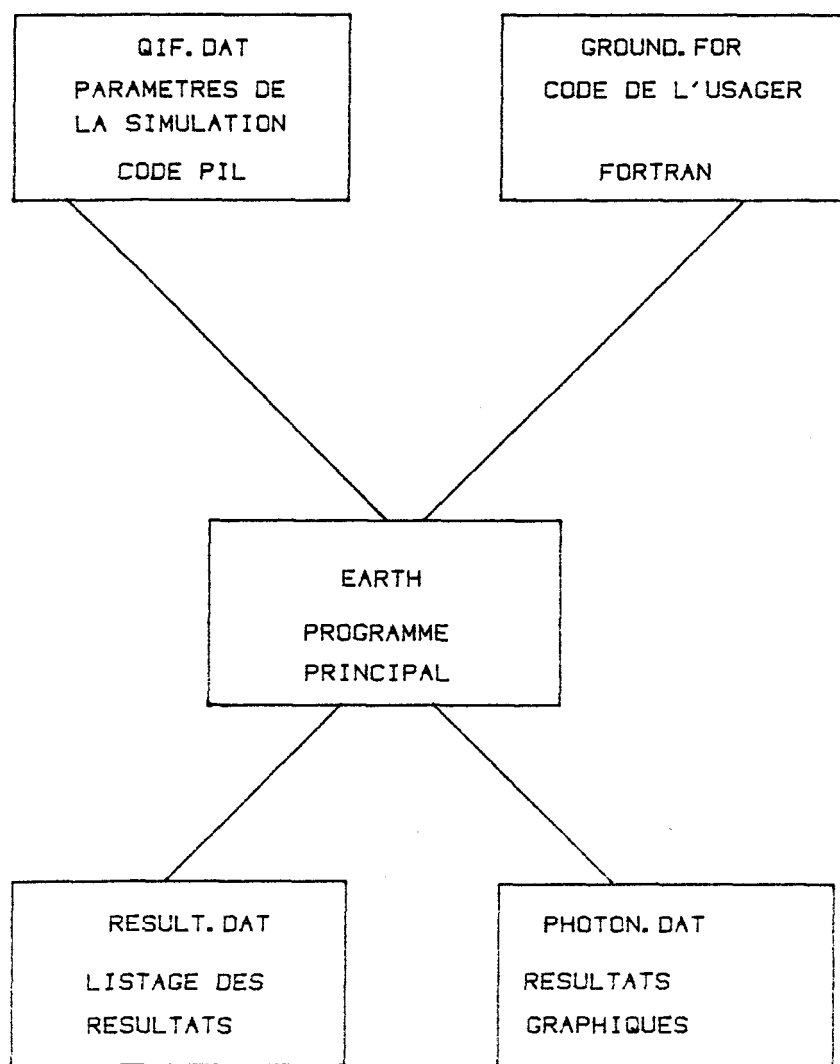 QIF.DAT
PARAMETRES DE
LA SIMULATION
CODE PIL
GROUND.FOR
CODE DE L'USAGER
FORTRAN
EARTH
PROGRAMME
PRINCIPAL
RESULT.DAT
LISTAGE DES
RESULTATS
PHOTON.DAT
RESULTATS
GRAPHIQUES